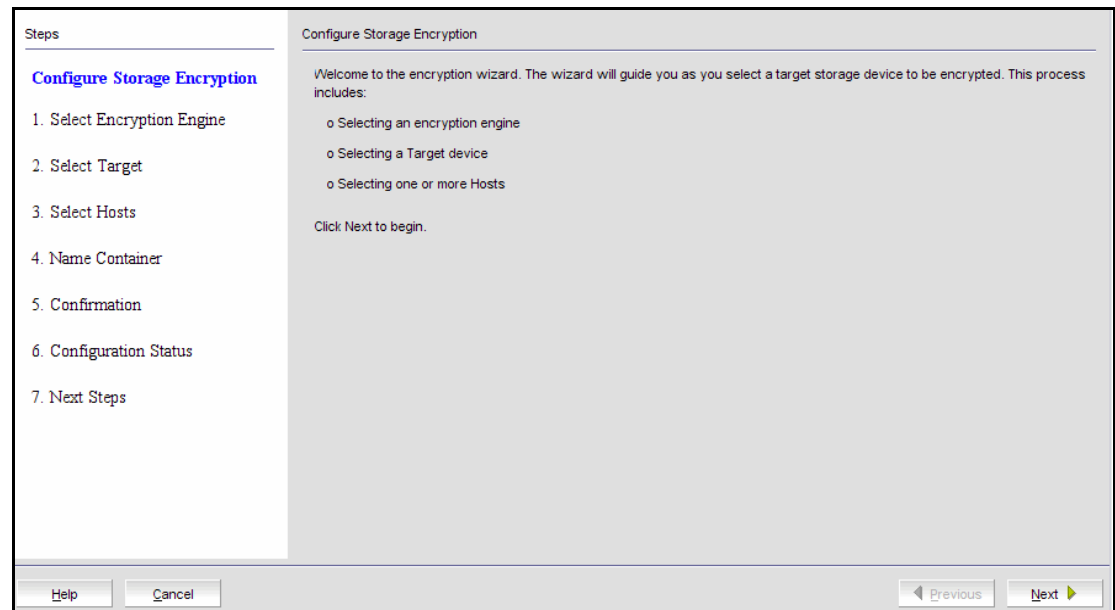 Steps
Configure Storage Encryption
1. Select Encryption Engine
2. Select Target
3. Select Hosts
4. Name Container
5. Confirmation
6. Configuration Status
7. Next Steps
Configure Storage Encryption
Welcome to the encryption wizard. The wizard will guide you as you select a target storage device to be encrypted. This process
includes:
o Selecting an encryption engine
o Selecting a Target device
o Selecting one or more Hosts
Click Next to begin.
Help
Cancel
Previous
Next